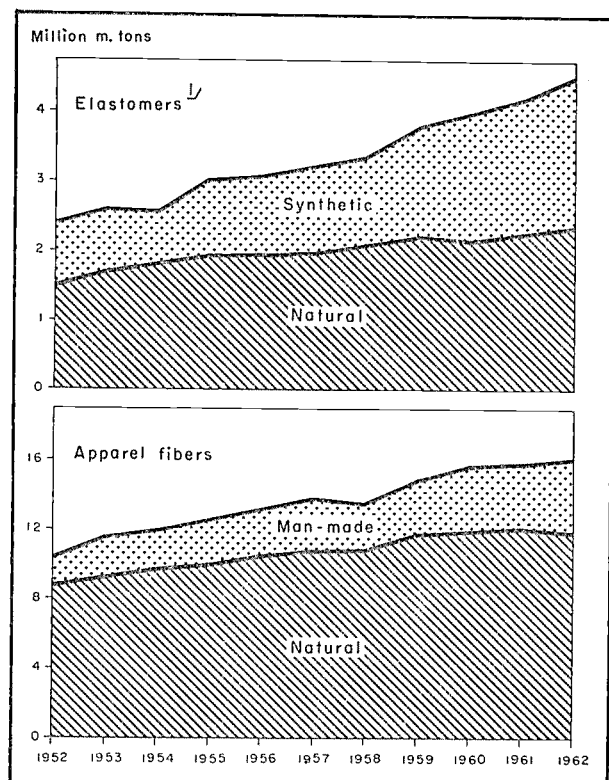 Million m. tons
Elastomers 1/
4
3
Synthetic
2
Natural
1
0
Apparel fibers
16
Man-made
12
8
Natural
4
0
1952 1953 1954 1955 1956 1957 1958 1959 1960 1961 1962